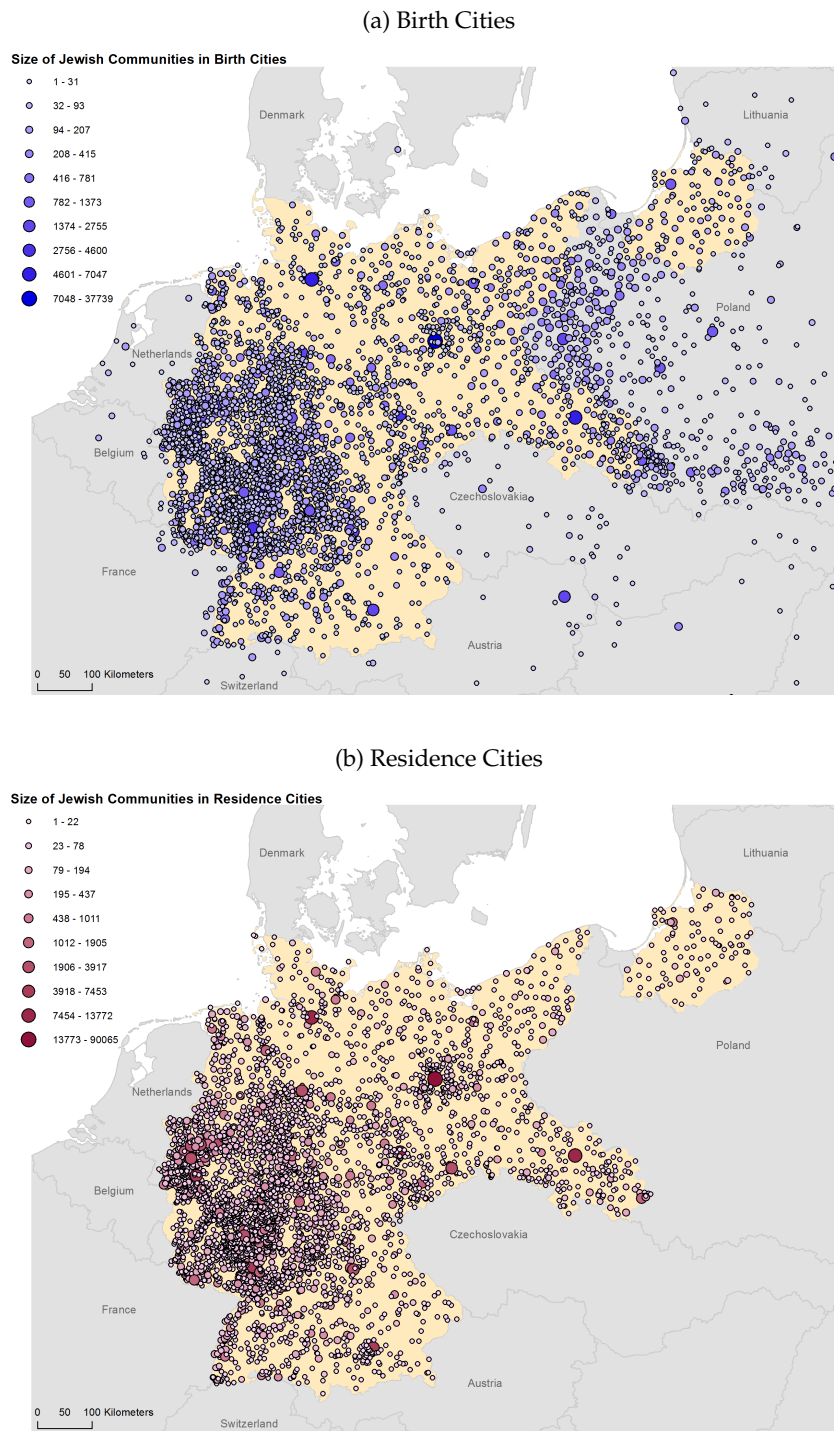 (a) Birth Cities
Size of Jewish Communities in Birth Cities
1 - 31
32 - 93
94 - 207
208 - 415
416 - 781
782 - 1373
1374 - 2755
2756 - 4600
4601 - 7047
7048 - 37739
Denmark
Lithuania
Poland
Netherlands
Belgium
Czechoslovakia
France
Austria
Switzerland
0 50 100 Kilometers
(b) Residence Cities
Size of Jewish Communities in Residence Cities
1 - 22
23 - 78
79 - 194
195 - 437
438 - 1011
1012 - 1905
1906 - 3917
3918 - 7453
7454 - 13772
13773 - 90065
Denmark
Lithuania
Poland
Netherlands
Belgium
Czechoslovakia
France
Austria
Switzerland
0 50 100 Kilometers